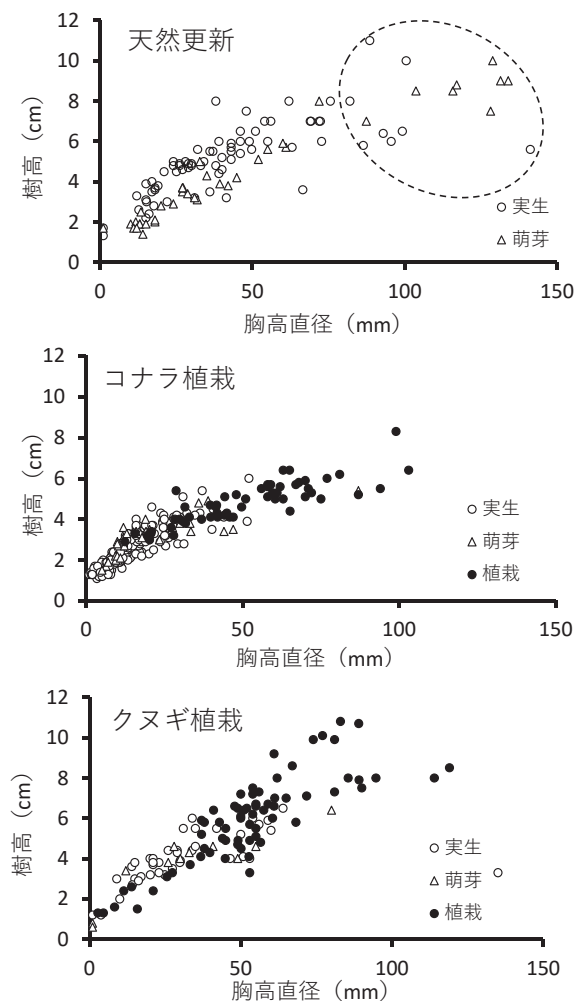 天然更新
12
10
8
6
4
2
0
樹高（cm）
0
50
100
150
胸高直径（mm）
○実生
△萌芽
コナラ植栽
12
10
8
6
4
2
0
樹高（cm）
0
50
100
150
胸高直径（mm）
○実生
△萌芽
●植栽
クヌギ植栽
12
10
8
6
4
2
0
樹高（cm）
0
50
100
150
胸高直径（mm）
○実生
△萌芽
●植栽